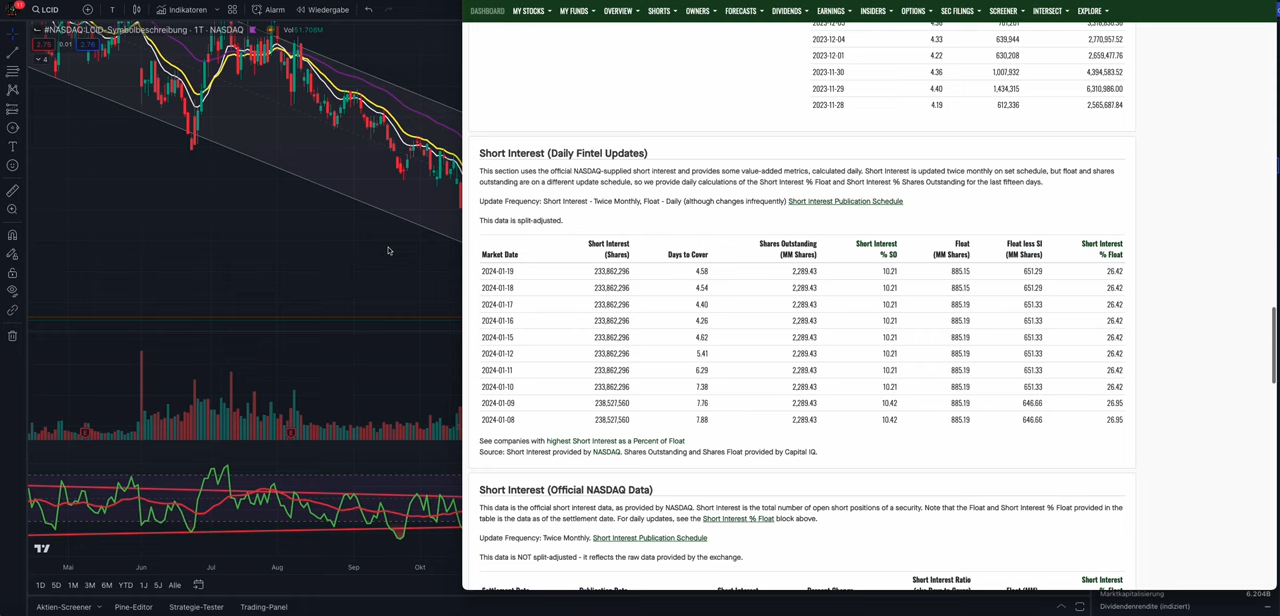 11
LCID
T
Indikatoren
Alarm
Wiedergabe
#NASDAQ:LCID-Symbolbeschreibung · 1T · NASDAQ
Vol51.708M
2.75 0.01 2.76
4
Mai Jun Jul Aug Sep Okt
1D 5D 1M 3M 6M YTD 1J 5J Alle
Aktien-Screener Pine-Editor Strategie-Tester Trading-Panel
DASHBOARD MY STOCKS MY FUNDS OVERVIEW SHORTS OWNERS FORECASTS DIVIDENDS EARNINGS INSIDERS OPTIONS SEC FILINGS SCREENER INTERSECT EXPLORE
2023-12-04 4.33 639,944 2,770,957.52
2023-12-01 4.22 630,208 2,659,477.76
2023-11-30 4.36 1,007,932 4,394,583.52
2023-11-29 4.40 1,434,315 6,310,986.00
2023-11-28 4.19 612,336 2,565,687.84
Short Interest (Daily Fintel Updates)
This section uses the official NASDAQ-supplied short interest and provides some value-added metrics, calculated daily. Short Interest is updated twice monthly on set schedule, but float and shares
outstanding are on a different update schedule, so we provide daily calculations of the Short Interest % Float and Short Interest % Shares Outstanding for the last fifteen days.
Update Frequency: Short Interest - Twice Monthly, Float - Daily (although changes infrequently) Short Interest Publication Schedule
This data is split-adjusted.
Short Interest Shares Outstanding Short Interest Float Float less SI Short Interest
Market Date (Shares) Days to Cover (MM Shares) % SO (MM Shares) (MM Shares) % Float
2024-01-19 233,862,296 4.58 2,289.43 10.21 885.15 651.29 26.42
2024-01-18 233,862,296 4.54 2,289.43 10.21 885.15 651.29 26.42
2024-01-17 233,862,296 4.40 2,289.43 10.21 885.19 651.33 26.42
2024-01-16 233,862,296 4.26 2,289.43 10.21 885.19 651.33 26.42
2024-01-15 233,862,296 4.62 2,289.43 10.21 885.19 651.33 26.42
2024-01-12 233,862,296 5.41 2,289.43 10.21 885.19 651.33 26.42
2024-01-11 233,862,296 6.29 2,289.43 10.21 885.19 651.33 26.42
2024-01-10 233,862,296 7.38 2,289.43 10.21 885.19 651.33 26.42
2024-01-09 238,527,560 7.76 2,289.43 10.42 885.19 646.66 26.95
2024-01-08 238,527,560 7.88 2,289.43 10.42 885.19 646.66 26.95
See companies with highest Short Interest as a Percent of Float
Source: Short Interest provided by NASDAQ. Shares Outstanding and Shares Float provided by Capital IQ.
Short Interest (Official NASDAQ Data)
This data is the official short interest data, as provided by NASDAQ. Short Interest is the total number of open short positions of a security. Note that the Float and Short Interest % Float provided in the
table is the data as of the settlement date. For daily updates, see the Short Interest % Float block above.
Update Frequency: Twice Monthly. Short Interest Publication Schedule
This data is NOT split-adjusted - it reflects the raw data provided by the exchange.
Short Interest Ratio Short Interest
Marktkapitalisierung 6.204B
Dividendenrendite (indiziert)